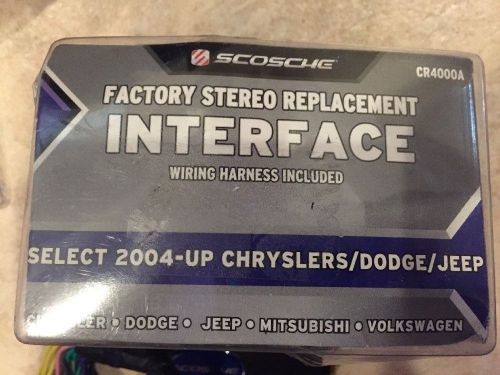 SCOSCHE
CR4000A
FACTORY STEREO REPLACEMENT
INTERFACE
WIRING HARNESS INCLUDED
SELECT 2004-UP CHRYSLERS/DODGE/JEEP
CHRYSLER • DODGE • JEEP • MITSUBISHI • VOLKSWAGEN